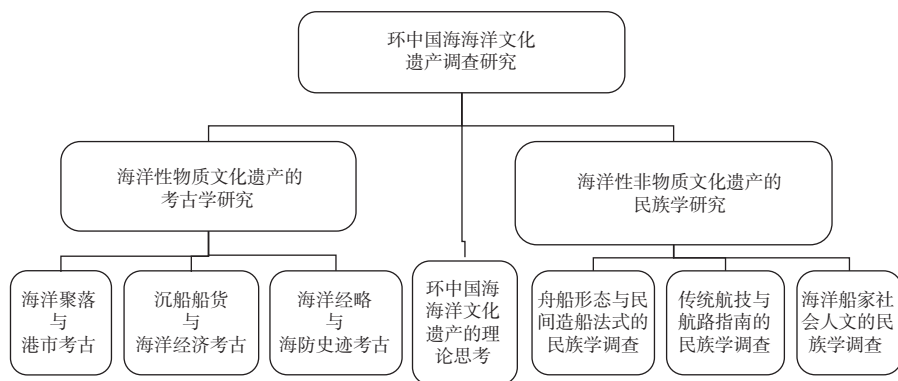 环中国海海洋文化
遗产调查研究
海洋性物质文化遗产的
考古学研究
海洋性非物质文化遗产的
民族学研究
海洋聚落
与
港市考古
沉船船货
与
海洋经济考古
海洋经略
与
海防史迹考古
环中国海
海洋文化
遗产的理
论思考
舟船形态与民
间造船法式的
民族学调查
传统航技与
航路指南的
民族学调查
海洋船家社
会人文的民
族学调查